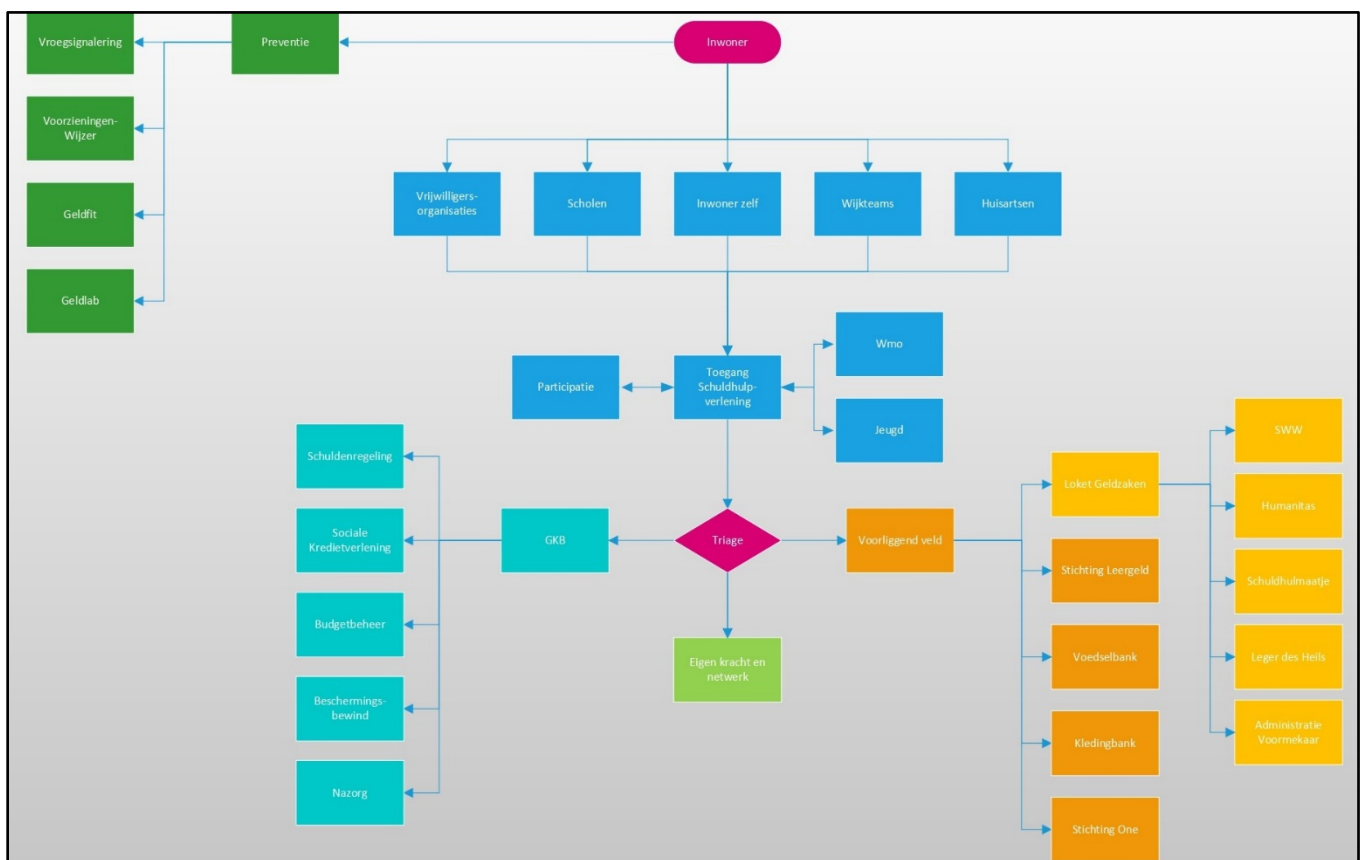 Vroegsignalering
Preventie
Inwoner
Voorzieningen-
Wijzer
Geldfit
Geldlab
Vrijwilligers-
organisaties
Scholen
Inwoner zelf
Wijkteams
Huisartsen
Participatie
Toegang
Schuldhulp-
verlening
Wmo
Jeugd
Schuldenregeling
Sociale
Kredietverlening
Budgetbeheer
Beschermings-
bewind
Nazorg
GKB
Triage
Voorliggend veld
Eigen kracht en
netwerk
Loket Geldzaken
Stichting Leergeld
Voedselbank
Kledingbank
Stichting One
SWW
Humanitas
Schuldhulmaatje
Leger des Heils
Administratie
Voormekaar